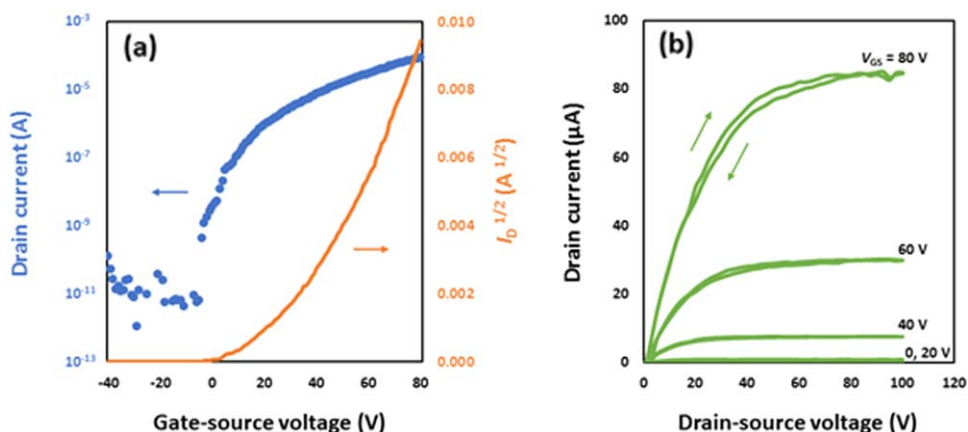 (a)
Drain current (A)
10⁻³
10⁻⁵
10⁻⁷
10⁻⁹
10⁻¹¹
10⁻¹³
0.010
0.008
0.006
0.004
0.002
0.000
I_D ^1/2 (A ^1/2)
-40 -20 0 20 40 60 80
Gate-source voltage (V)
(b)
Drain current (µA)
100
80
60
40
20
0
V_GS = 80 V
60 V
40 V
0, 20 V
0 20 40 60 80 100 120
Drain-source voltage (V)